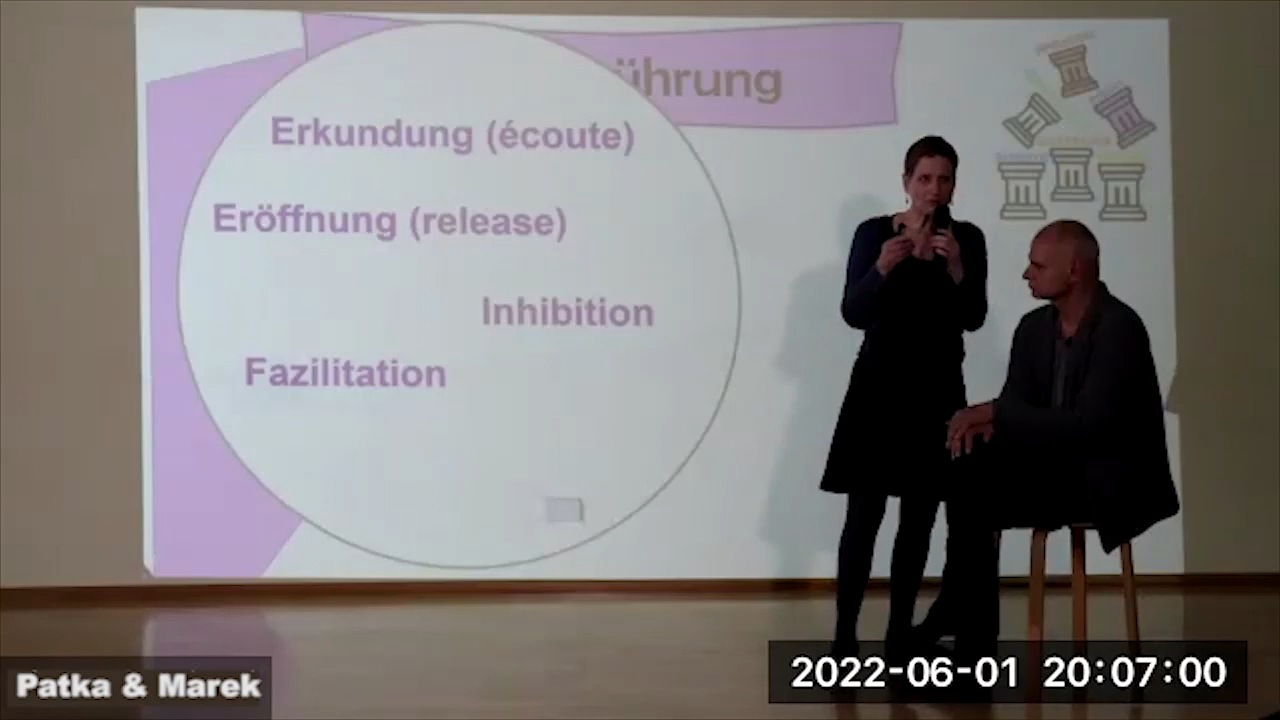 ührung
Erkundung (écoute)
Eröffnung (release)
Inhibition
Fazilitation
Patka & Marek
2022-06-01 20:07:00